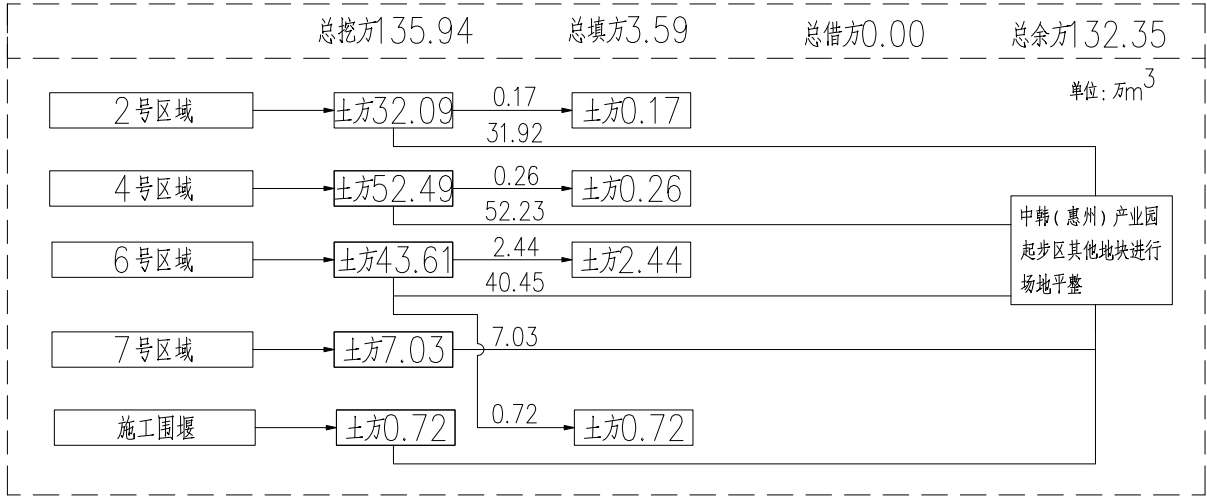 总挖方135.94 总填方3.59 总借方0.00 总余方132.35
单位: 万m³
2号区域 土方32.09 0.17 土方0.17
31.92
4号区域 土方52.49 0.26 土方0.26
52.23
6号区域 土方43.61 2.44 土方2.44
40.45
中韩(惠州)产业园
起步区其他地块进行
场地平整
7号区域 土方7.03 7.03
施工围堰 土方0.72 0.72 土方0.72